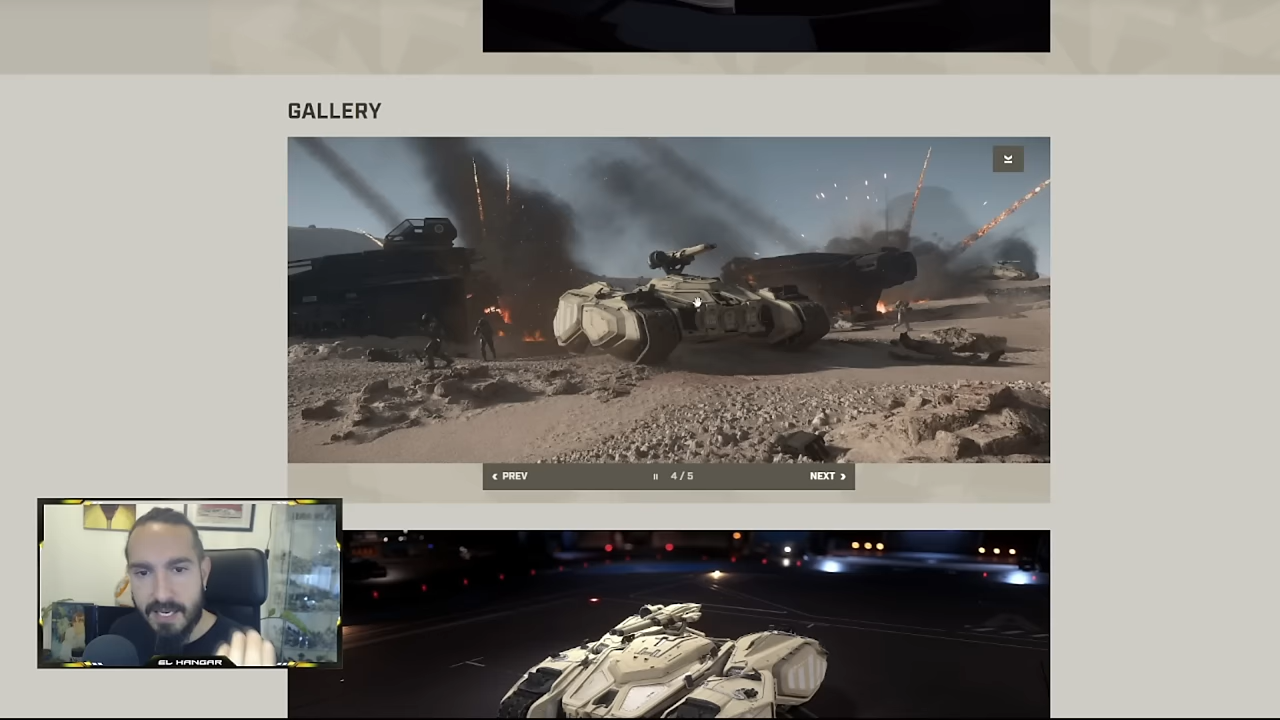 GALLERY
‹ PREV
4 / 5
NEXT ›
EL HANGAR